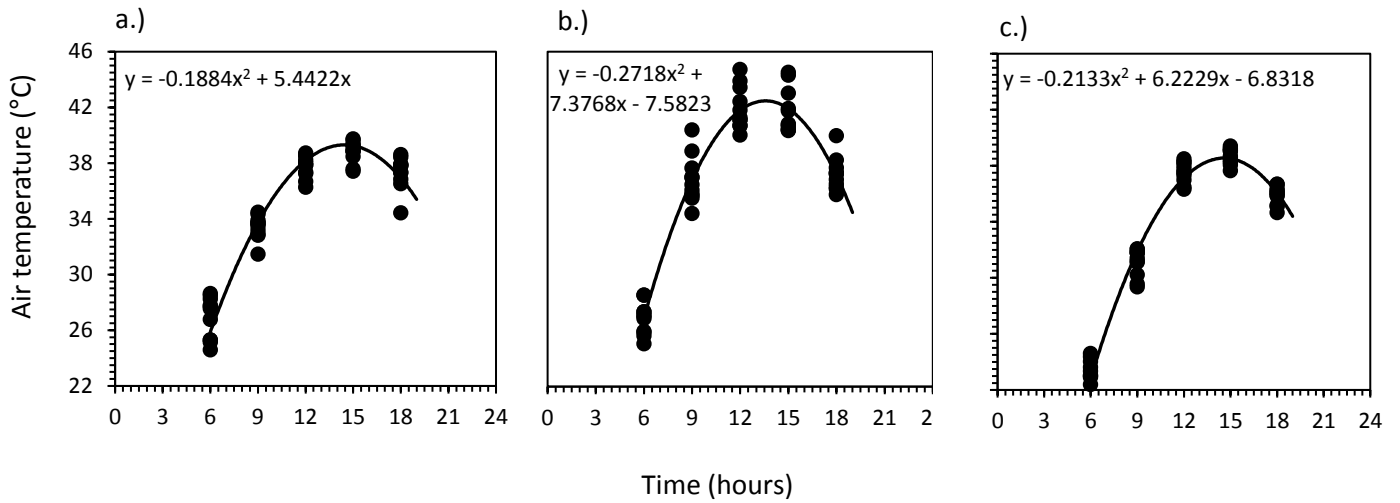 a.)
b.)
c.)
y = -0.1884x² + 5.4422x
y = -0.2718x² +
7.3768x - 7.5823
y = -0.2133x² + 6.2229x - 6.8318
Air temperature (°C)
46
42
38
34
30
26
22
0 3 6 9 12 15 18 21 24
0 3 6 9 12 15 18 21 24
0 3 6 9 12 15 18 21 24
Time (hours)